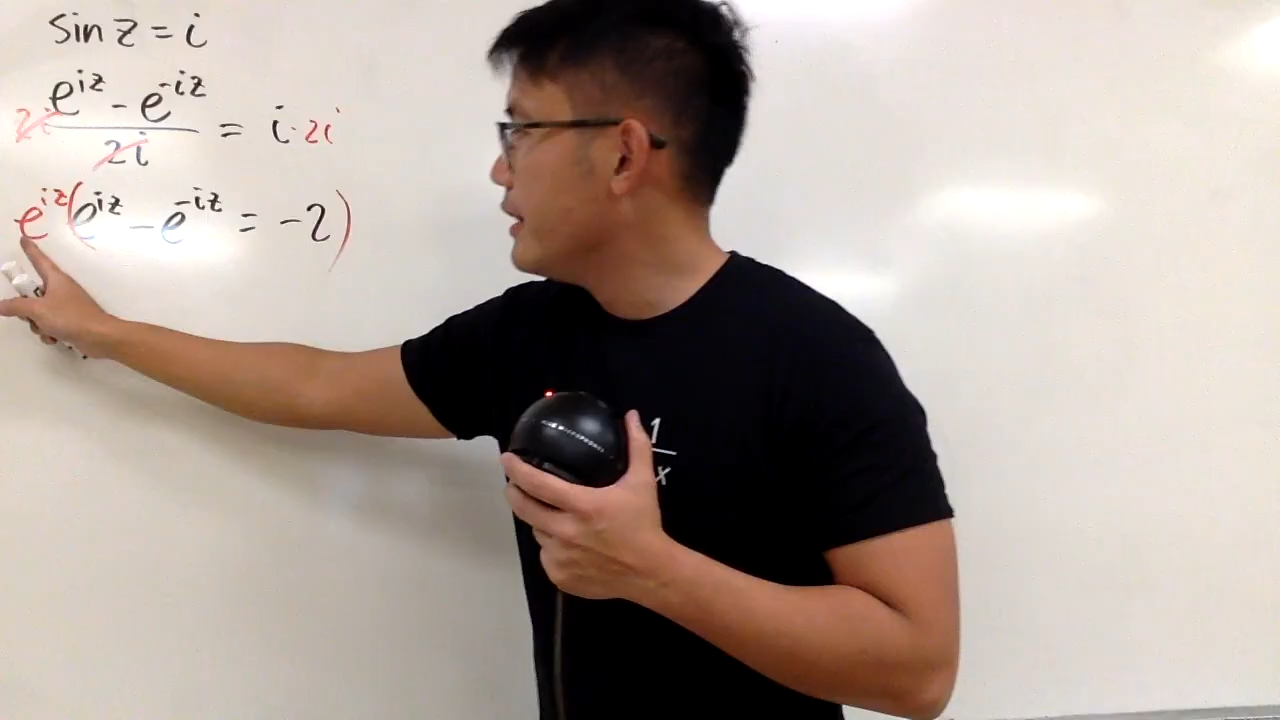 sin z = i
2i e^{iz} - e^{-iz} / 2i = i · 2i
e^{iz}(e^{iz} - e^{-iz} = -2)
1
x